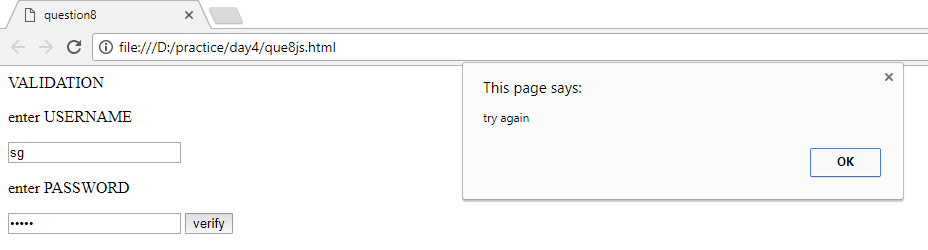 question8
file:///D:/practice/day4/que8js.html
VALIDATION
enter USERNAME
sg
enter PASSWORD
•••••
verify
This page says:
try again
OK